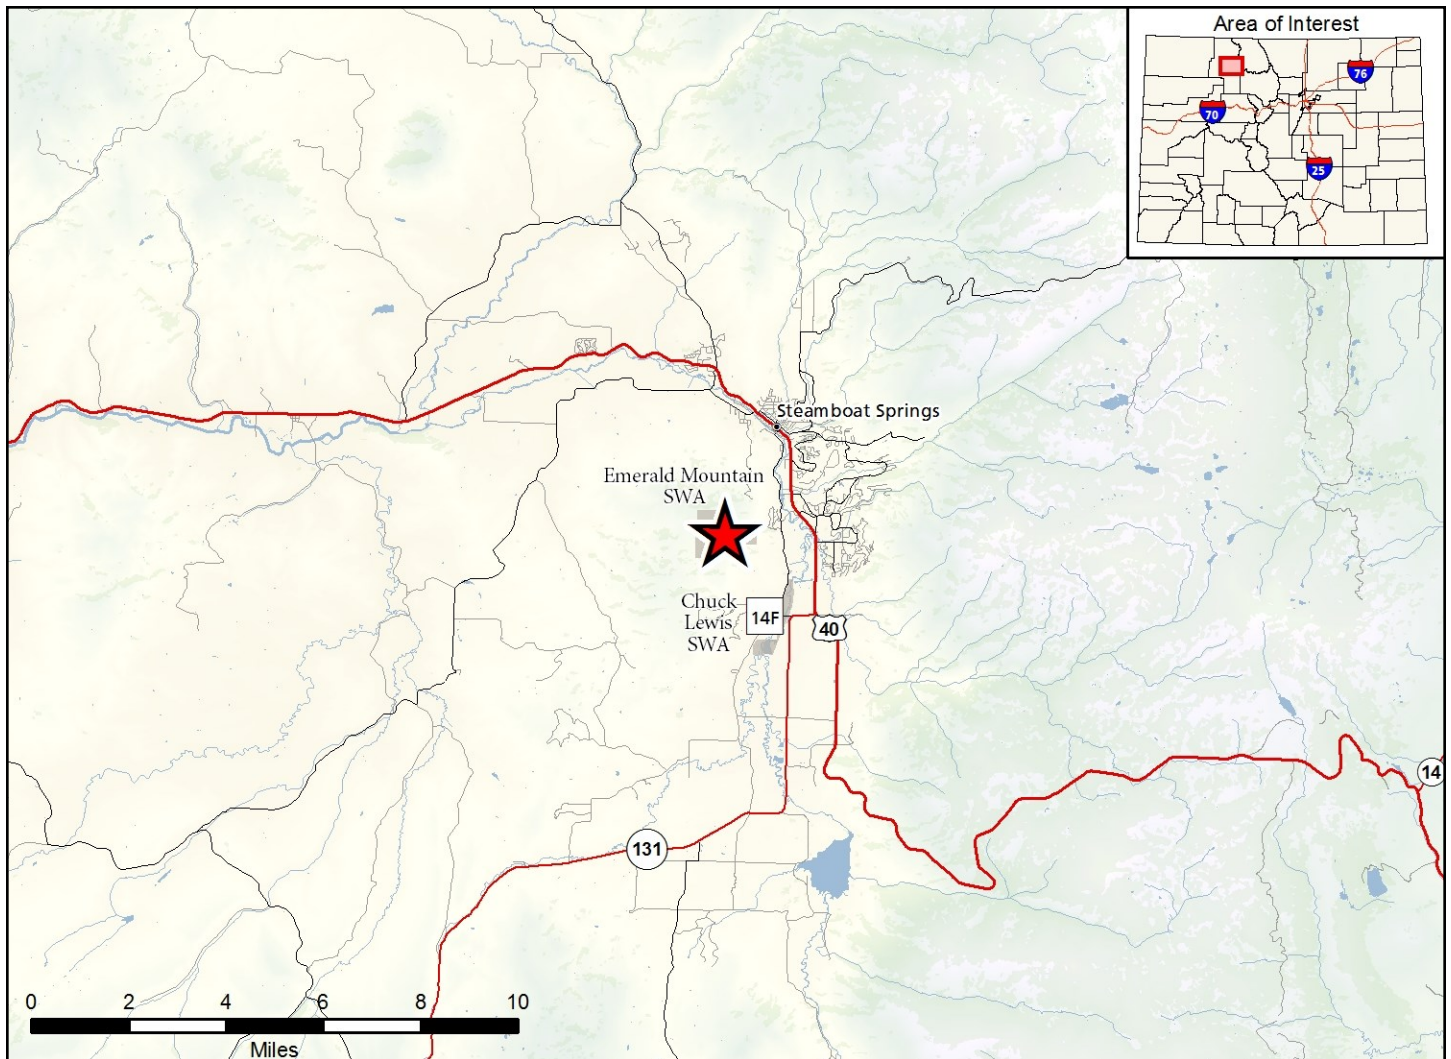 Area of Interest
76
70
25
Steamboat Springs
Emerald Mountain
SWA
Chuck
Lewis
SWA
14F
40
14
131
0 2 4 6 8 10
Miles